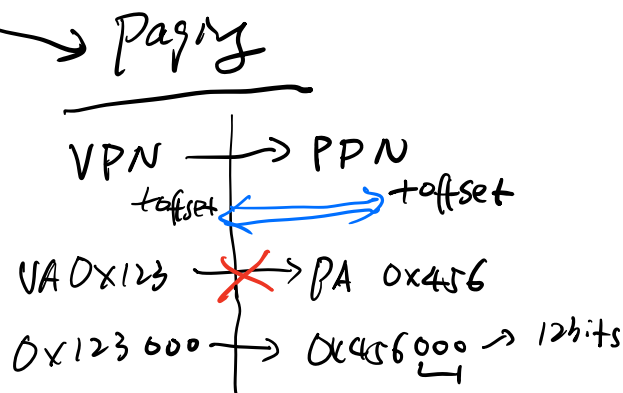 Paging
VPN → PPN
+offset +offset
VA 0x123 → PA 0x456
0x123000 → 0x456000 → 12bits